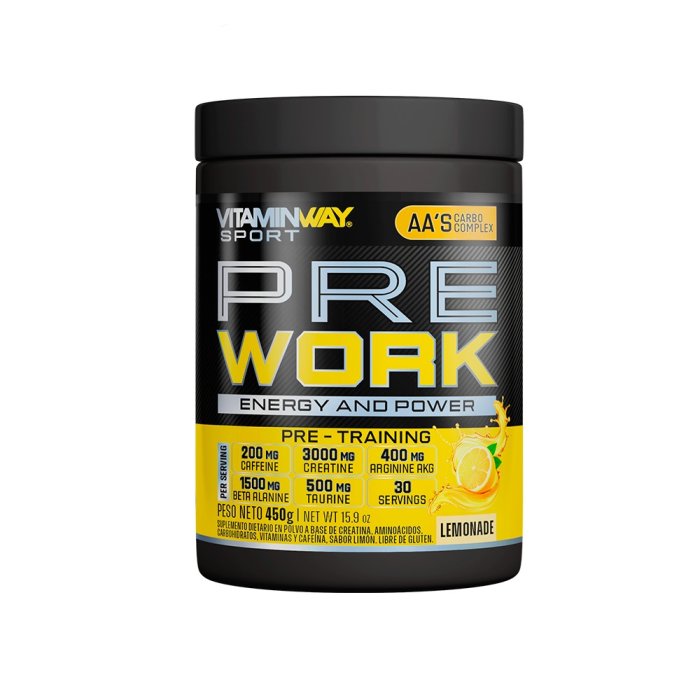 VITAMINWAY®
SPORT
AA'S CARBO COMPLEX
PRE
WORK
ENERGY AND POWER
PRE - TRAINING
PER SERVING
200 MG CAFFEINE
3000 MG CREATINE
400 MG ARGININE AKG
1500 MG BETA ALANINE
500 MG TAURINE
30 SERVINGS
PESO NETO 450g | NET WT 15.9 oz
SUPLEMENTO DIETARIO EN POLVO A BASE DE CREATINA, AMINOÁCIDOS,
CARBOHIDRATOS, VITAMINAS Y CAFEÍNA, SABOR LIMÓN. LIBRE DE GLUTEN.
LEMONADE